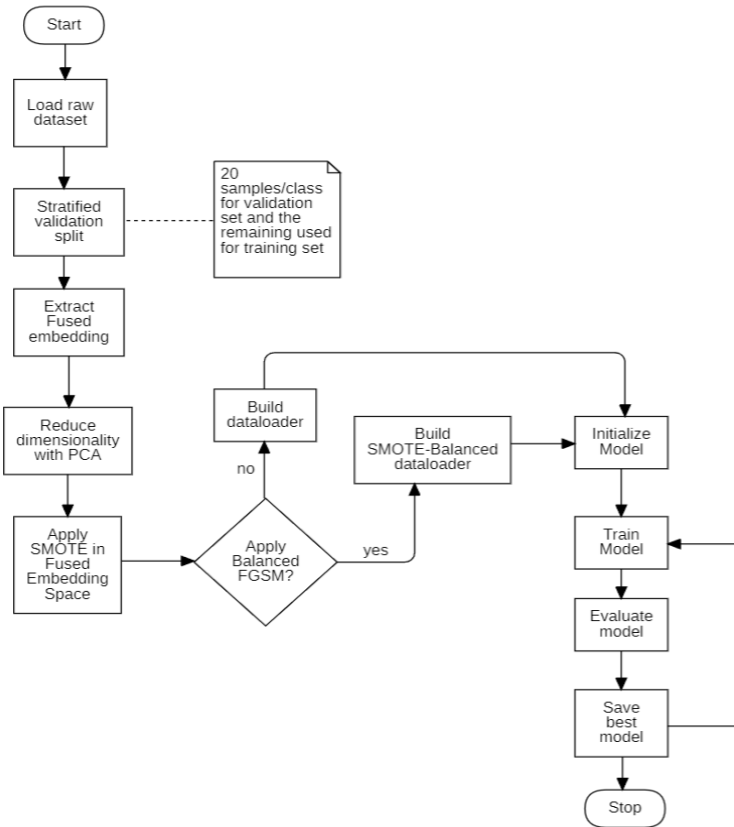 Start
Load raw
dataset
Stratified
validation
split
20
samples/class
for validation
set and the
remaining used
for training set
Extract
Fused
embedding
Reduce
dimensionality
with PCA
Apply
SMOTE in
Fused
Embedding
Space
Apply
Balanced
FGSM?
no
Build
dataloader
yes
Build
SMOTE-Balanced
dataloader
Initialize
Model
Train
Model
Evaluate
model
Save
best
model
Stop